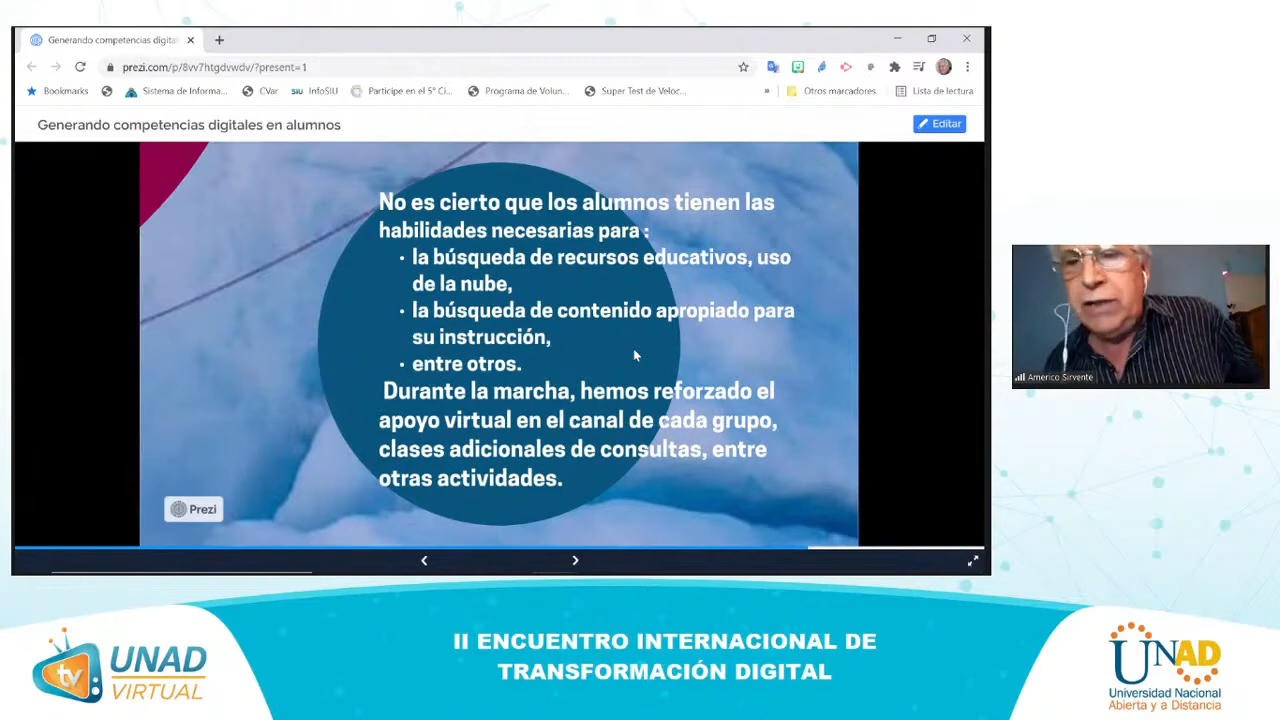 Generando competencias digita
prezi.com/p/8vv7htgdvwdv/?present=1
Bookmarks
Sistema de Informa...
CVar
SIU InfoSIU
Participe en el 5° Ci...
Programa de Volun...
Super Test de Veloc...
»
Otros marcadores
Lista de lectura
Generando competencias digitales en alumnos
Editar
No es cierto que los alumnos tienen las
habilidades necesarias para :
• la búsqueda de recursos educativos, uso
de la nube,
• la búsqueda de contenido apropiado para
su instrucción,
• entre otros.
Durante la marcha, hemos reforzado el
apoyo virtual en el canal de cada grupo,
clases adicionales de consultas, entre
otras actividades.
Prezi
Americo Sirvente
tv UNAD
VIRTUAL
II ENCUENTRO INTERNACIONAL DE
TRANSFORMACIÓN DIGITAL
UNAD
Universidad Nacional
Abierta y a Distancia